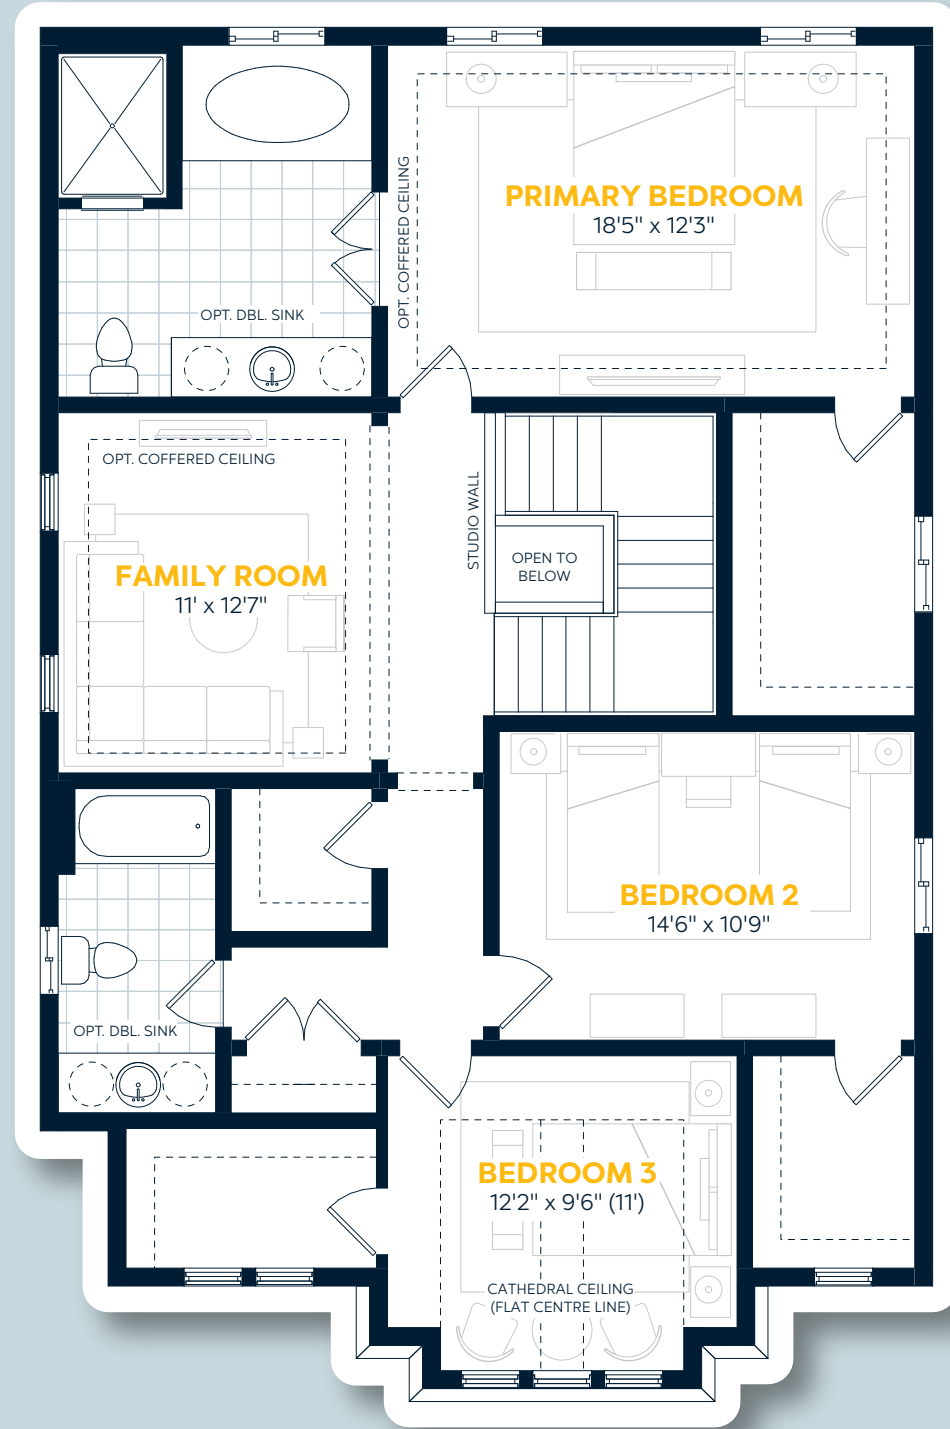 PRIMARY BEDROOM
18'5" x 12'3"
OPT. COFFERED CEILING
OPT. DBL. SINK
OPT. COFFERED CEILING
FAMILY ROOM
11' x 12'7"
STUDIO WALL
OPEN TO
BELOW
BEDROOM 2
14'6" x 10'9"
OPT. DBL. SINK
BEDROOM 3
12'2" x 9'6" (11')
CATHEDRAL CEILING
(FLAT CENTRE LINE)